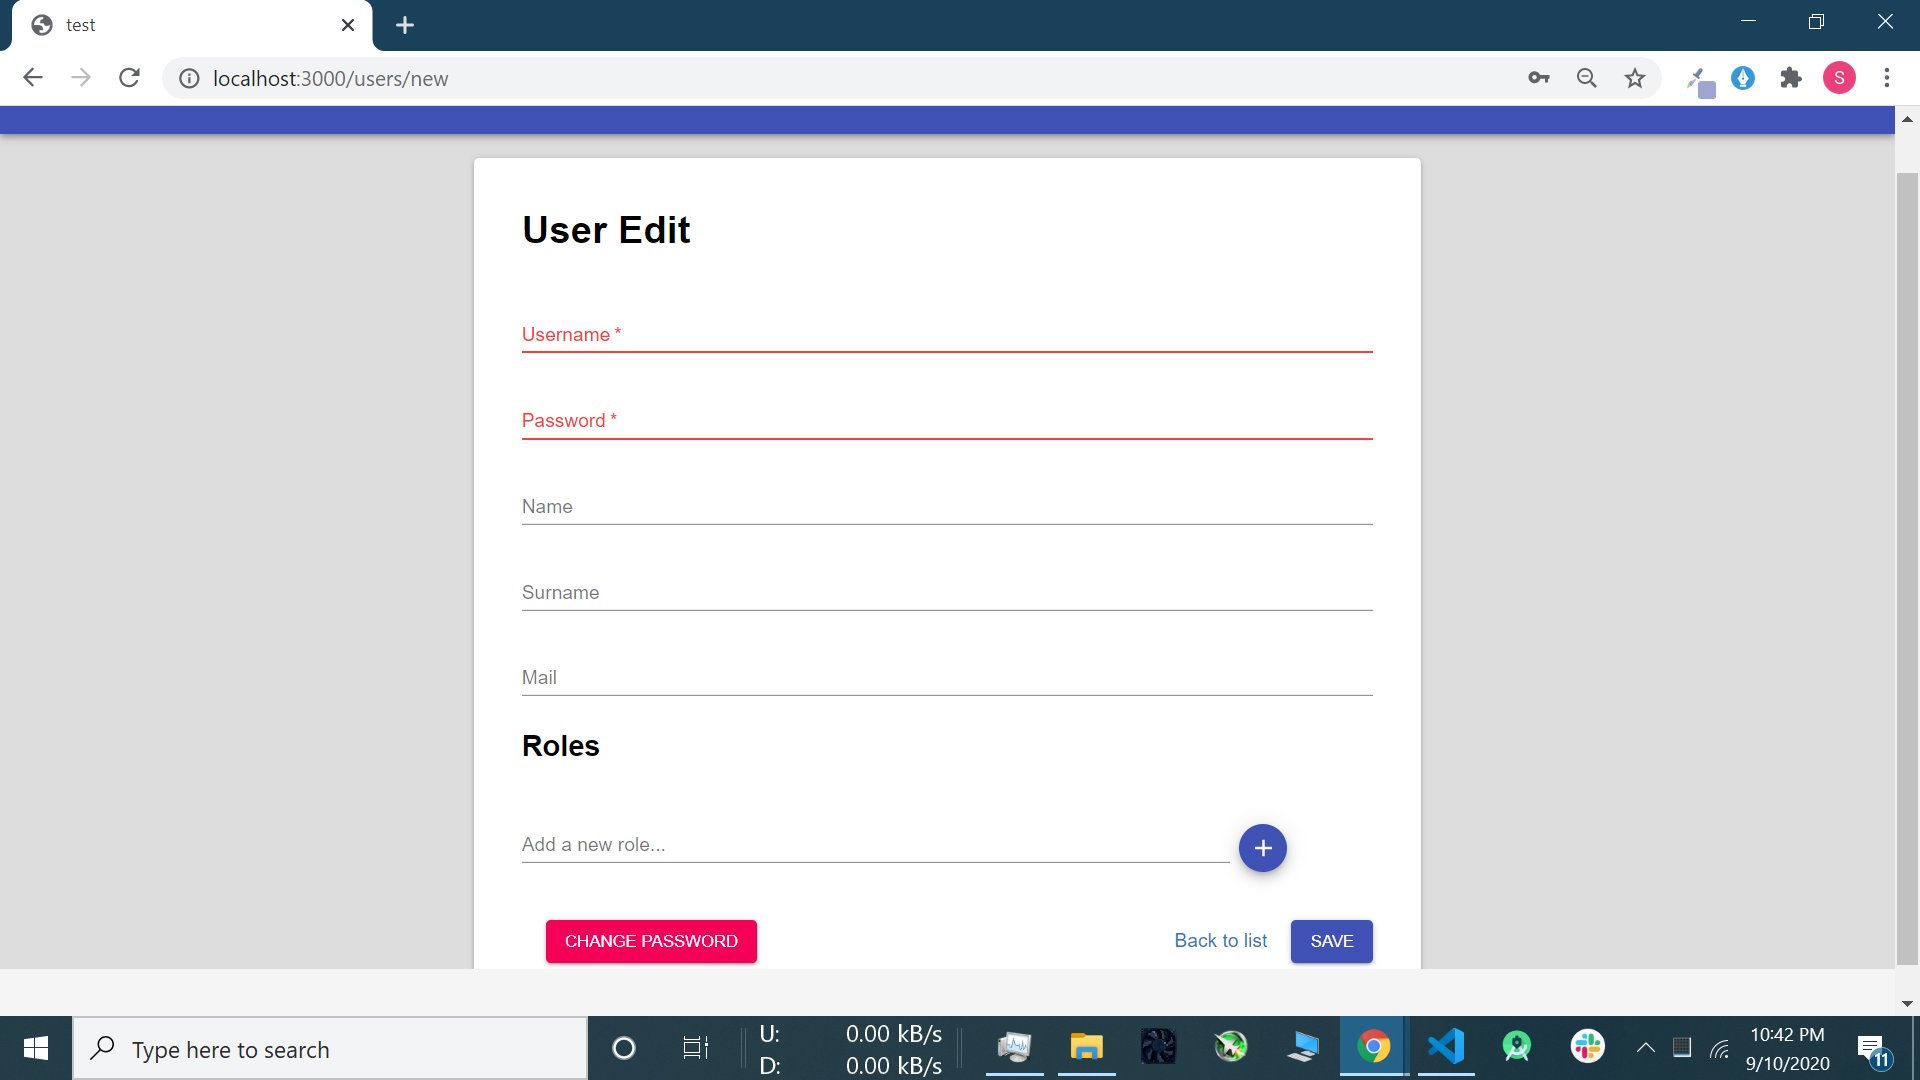 test
localhost:3000/users/new
S
User Edit
Username *
Password *
Name
Surname
Mail
Roles
Add a new role...
+
CHANGE PASSWORD
Back to list
SAVE
Type here to search
U: 0.00 kB/s
D: 0.00 kB/s
10:42 PM
9/10/2020
11